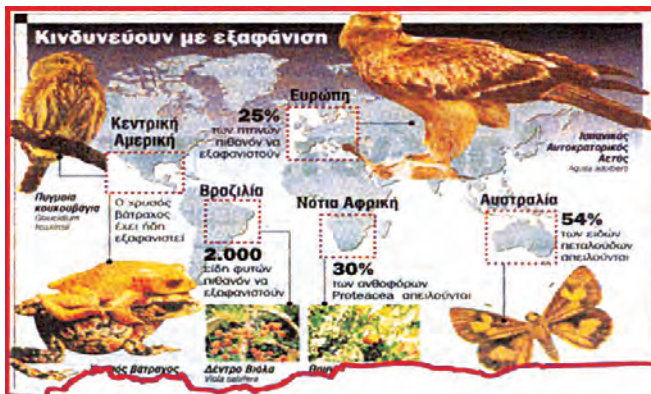 Κινδυνεύουν με εξαφάνιση
Ευρώπη
25%
των πτηνών
πιθανόν να
εξαφανιστούν
Κεντρική
Αμερική
Ισπανικός
Αυτοκρατορικός
Αετός
Aquila adalberti
Πυγμαία
κουκουβάγια
Glaucidium
Ο χρυσός
βάτραχος
έχει ήδη
εξαφανιστεί
Βραζιλία
2.000
είδη φυτών
πιθανόν να
εξαφανιστούν
Νότια Αφρική
30%
των ανθοφόρων
Proteacea απειλούνται
Αυστραλία
54%
των ειδών
πεταλούδων
απειλούνται
βάτραχος
Δέντρο Βιόλα
Viola